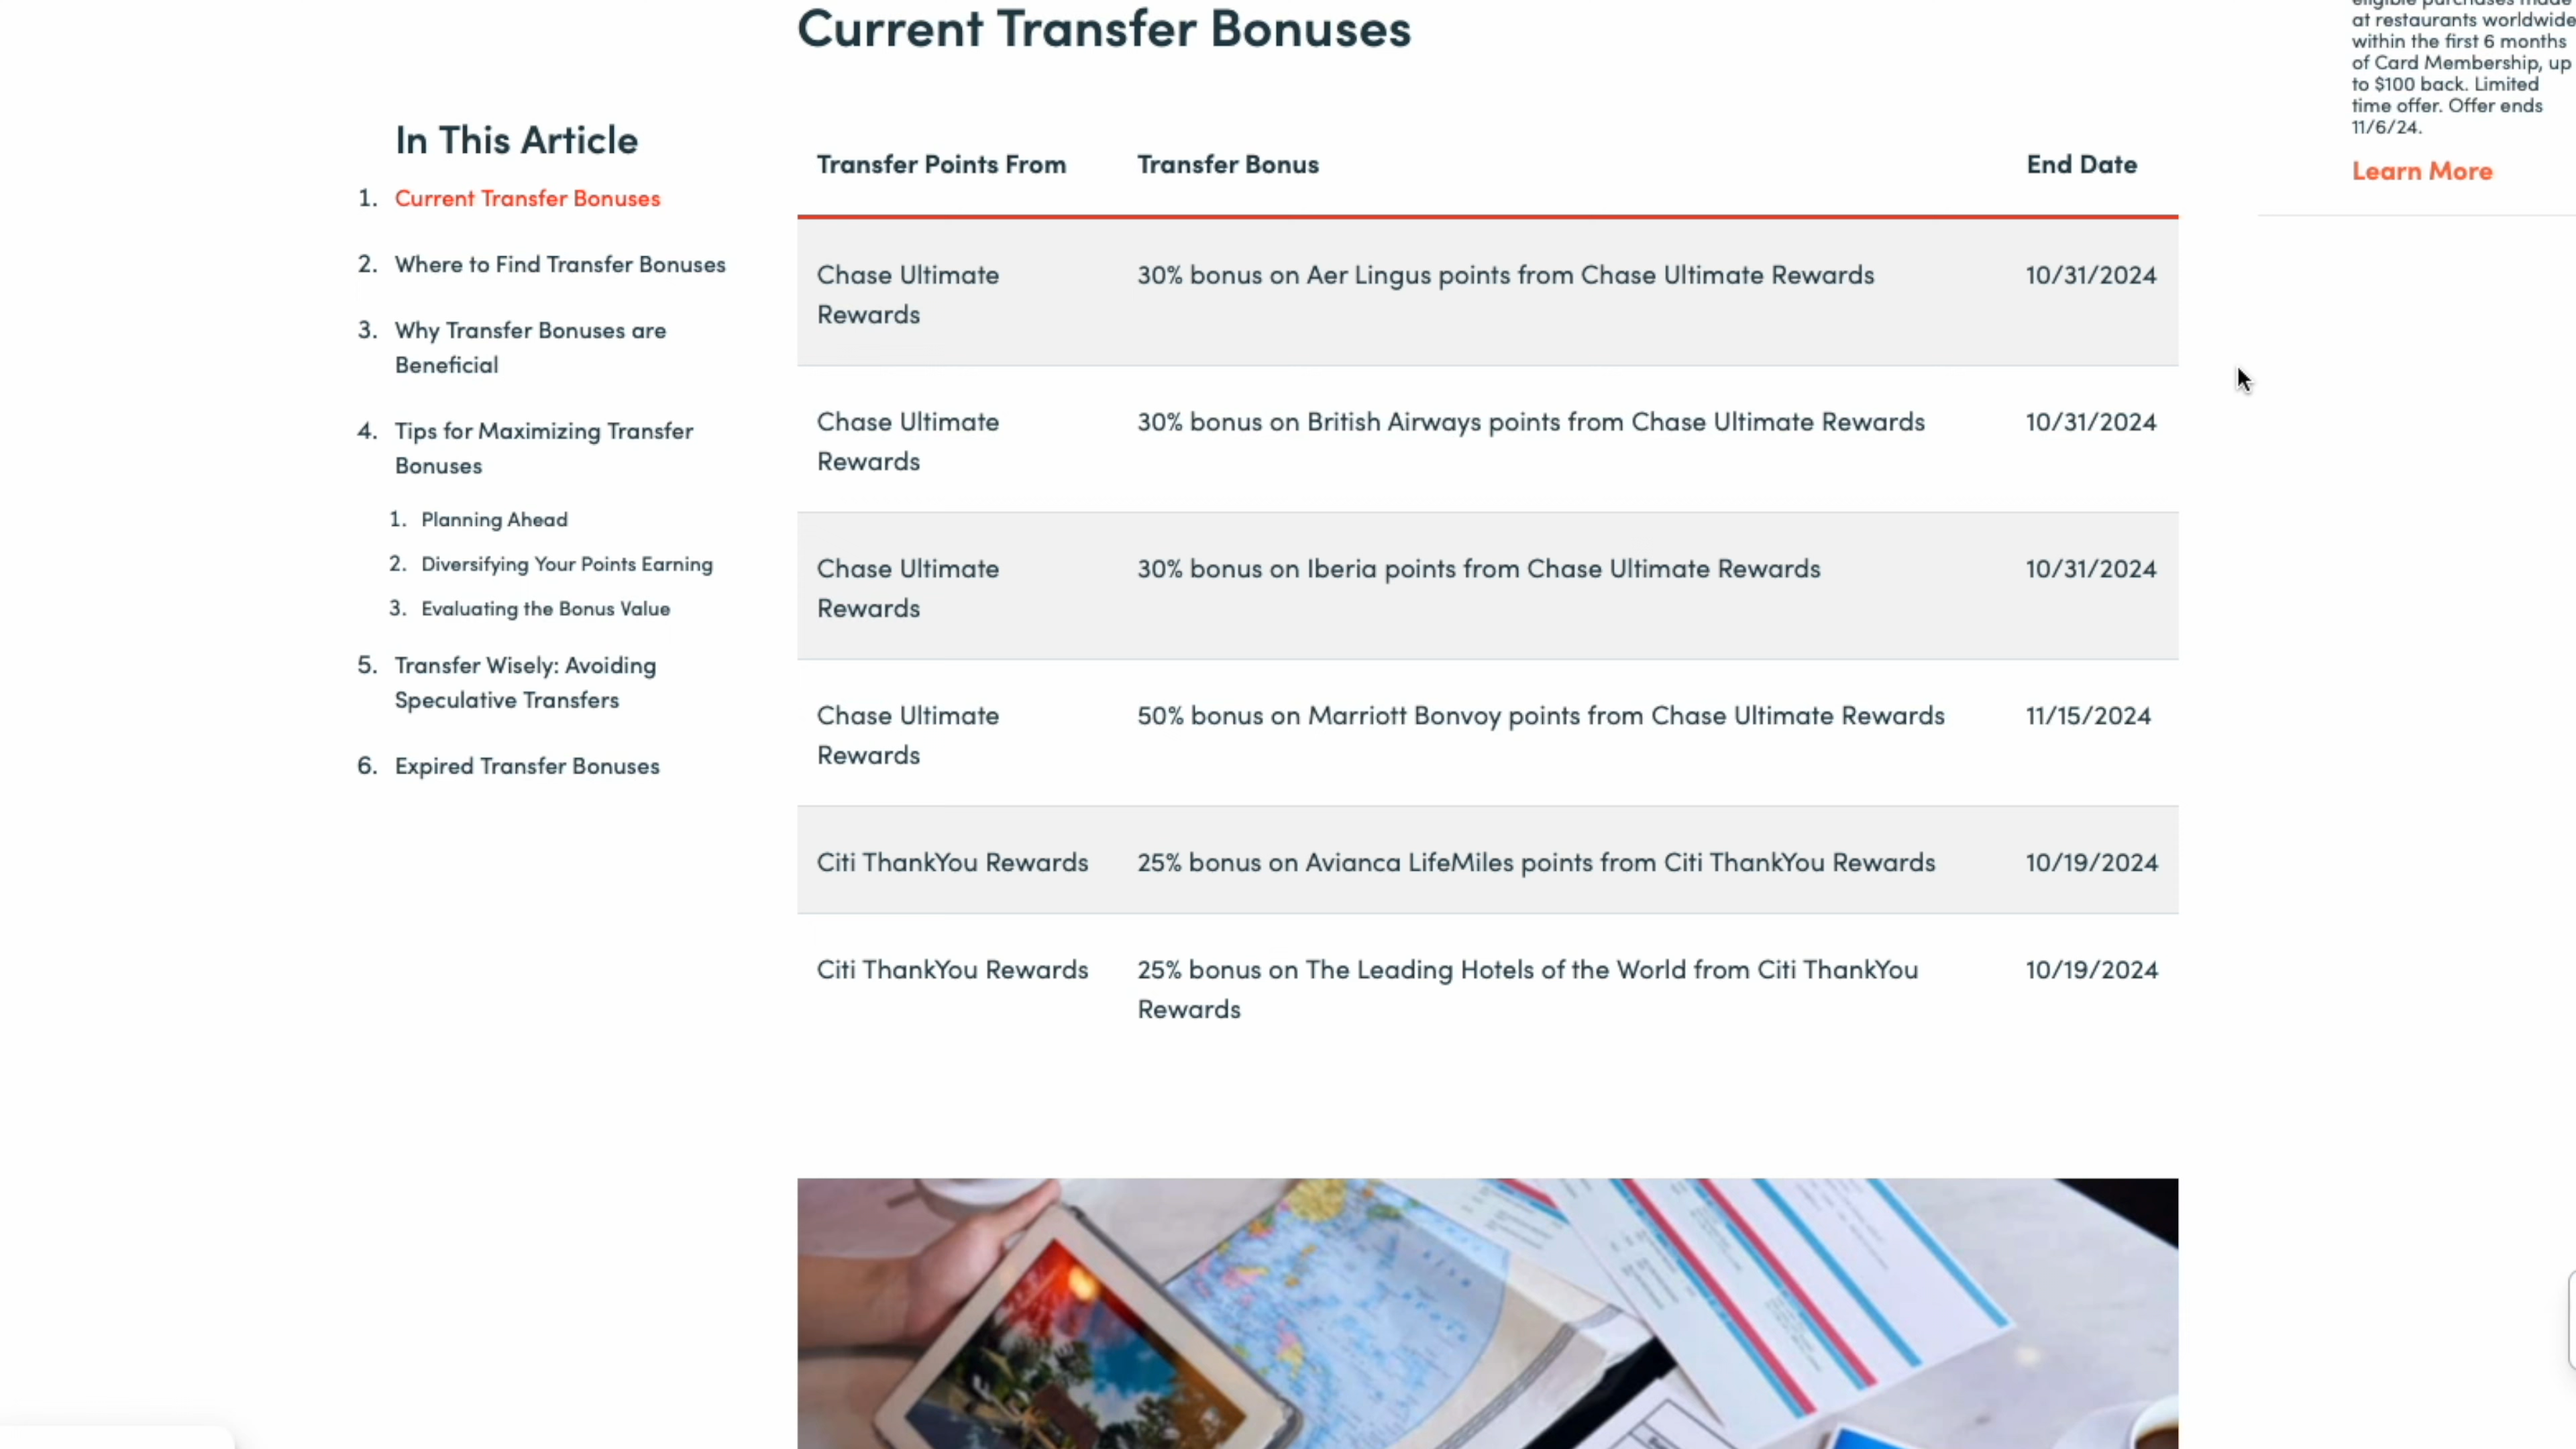 Current Transfer Bonuses
In This Article
1. Current Transfer Bonuses
2. Where to Find Transfer Bonuses
3. Why Transfer Bonuses are
Beneficial
4. Tips for Maximizing Transfer
Bonuses
1. Planning Ahead
2. Diversifying Your Points Earning
3. Evaluating the Bonus Value
5. Transfer Wisely: Avoiding
Speculative Transfers
6. Expired Transfer Bonuses
Transfer Points From Transfer Bonus End Date
Chase Ultimate 30% bonus on Aer Lingus points from Chase Ultimate Rewards 10/31/2024
Rewards
Chase Ultimate 30% bonus on British Airways points from Chase Ultimate Rewards 10/31/2024
Rewards
Chase Ultimate 30% bonus on Iberia points from Chase Ultimate Rewards 10/31/2024
Rewards
Chase Ultimate 50% bonus on Marriott Bonvoy points from Chase Ultimate Rewards 11/15/2024
Rewards
Citi ThankYou Rewards 25% bonus on Avianca LifeMiles points from Citi ThankYou Rewards 10/19/2024
Citi ThankYou Rewards 25% bonus on The Leading Hotels of the World from Citi ThankYou 10/19/2024
Rewards
eligible purchases made
at restaurants worldwide
within the first 6 months
of Card Membership, up
to $100 back. Limited
time offer. Offer ends
11/6/24.
Learn More